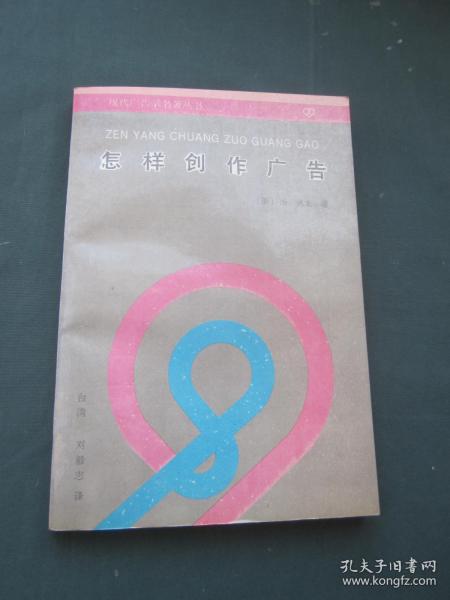 现代广告学名著丛书
ZEN YANG CHUANG ZUO GUANG GAO
怎样创作广告
台湾 刘毅志 译
孔夫子旧书网
www.kongfz.com